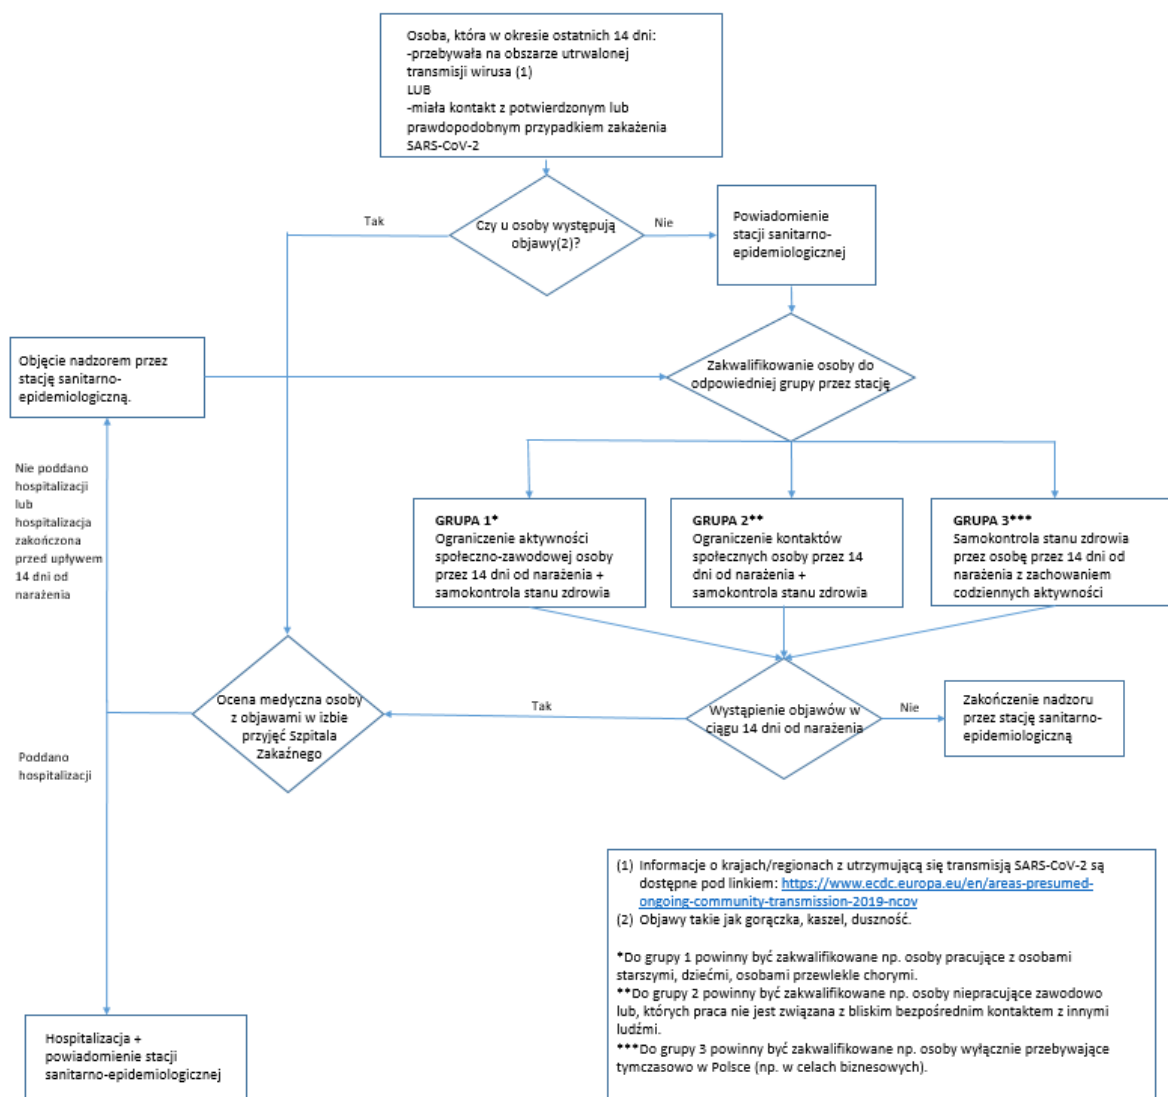 Osoba, która w okresie ostatnich 14 dni:
-przebywała na obszarze utrwalonej
transmisji wirusa (1)
LUB
-miała kontakt z potwierdzonym lub
prawdopodobnym przypadkiem zakażenia
SARS-CoV-2
Tak
Czy u osoby występują
objawy(2)?
Nie
Powiadomienie
stacji sanitarno-
epidemiologicznej
Objęcie nadzorem przez
stację sanitarno-
epidemiologiczną.
Zakwalifikowanie osoby do
odpowiedniej grupy przez stację
Nie poddano
hospitalizacji
lub
hospitalizacja
zakończona
przed upływem
14 dni od
narażenia
GRUPA 1*
Ograniczenie aktywności
społeczno-zawodowej osoby
przez 14 dni od narażenia +
samokontrola stanu zdrowia
GRUPA 2**
Ograniczenie kontaktów
społecznych osoby przez 14
dni od narażenia +
samokontrola stanu zdrowia
GRUPA 3***
Samokontrola stanu zdrowia
przez osobę przez 14 dni od
narażenia z zachowaniem
codziennych aktywności
Ocena medyczna osoby
z objawami w izbie
przyjęć Szpitala
Zakaźnego
Tak
Wystąpienie objawów w
ciągu 14 dni od narażenia
Nie
Zakończenie nadzoru
przez stację sanitarno-
epidemiologiczną
Poddano
hospitalizacji
(1) Informacje o krajach/regionach z utrzymującą się transmisją SARS-CoV-2 są
dostępne pod linkiem: https://www.ecdc.europa.eu/en/areas-presumed-
ongoing-community-transmission-2019-ncov
(2) Objawy takie jak gorączka, kaszel, duszność.
*Do grupy 1 powinny być zakwalifikowane np. osoby pracujące z osobami
starszymi, dziećmi, osobami przewlekle chorymi.
**Do grupy 2 powinny być zakwalifikowane np. osoby niepracujące zawodowo
lub, których praca nie jest związana z bliskim bezpośrednim kontaktem z innymi
ludźmi.
***Do grupy 3 powinny być zakwalifikowane np. osoby wyłącznie przebywające
tymczasowo w Polsce (np. w celach biznesowych).
Hospitalizacja +
powiadomienie stacji
sanitarno-epidemiologicznej